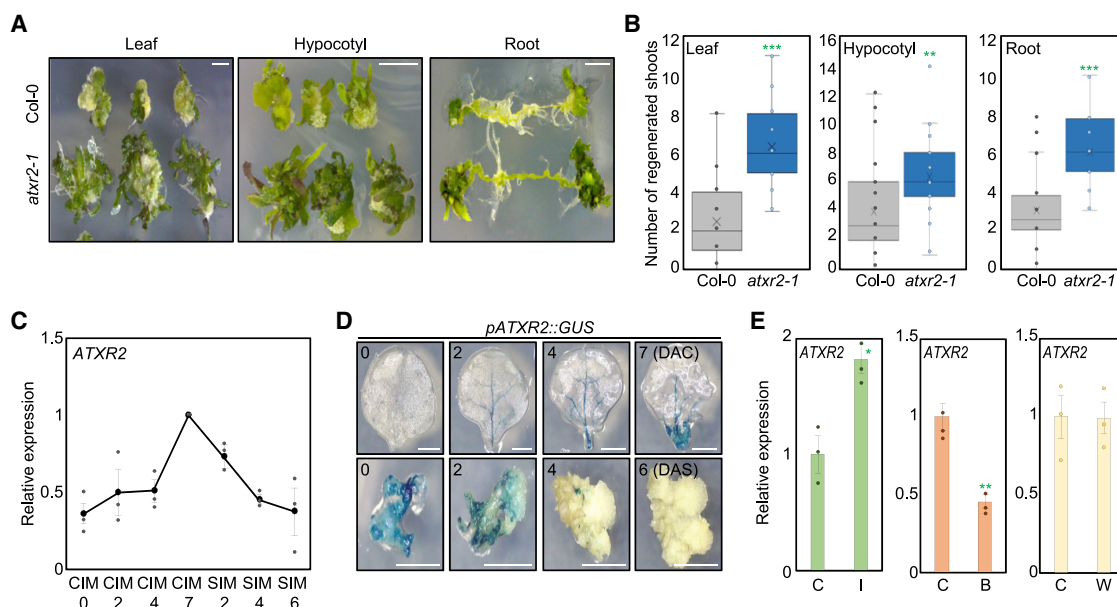 A
Leaf Hypocotyl Root
Col-0
atxr2-1
B
Number of regenerated shoots
12
10
8
6
4
2
0
Leaf
***
Col-0 atxr2-1
16
14
12
10
8
6
4
2
0
Hypocotyl
**
Col-0 atxr2-1
12
10
8
6
4
2
0
Root
***
Col-0 atxr2-1
C
Relative expression
1.5
1
0.5
0
ATXR2
CIM CIM CIM CIM SIM SIM SIM
0 2 4 7 2 4 6
D
pATXR2::GUS
0 2 4 7 (DAC)
0 2 4 6 (DAS)
E
Relative expression
2
1
0
ATXR2
*
C I
1.5
1
0.5
0
ATXR2
**
C B
1.5
1
0.5
0
ATXR2
C W